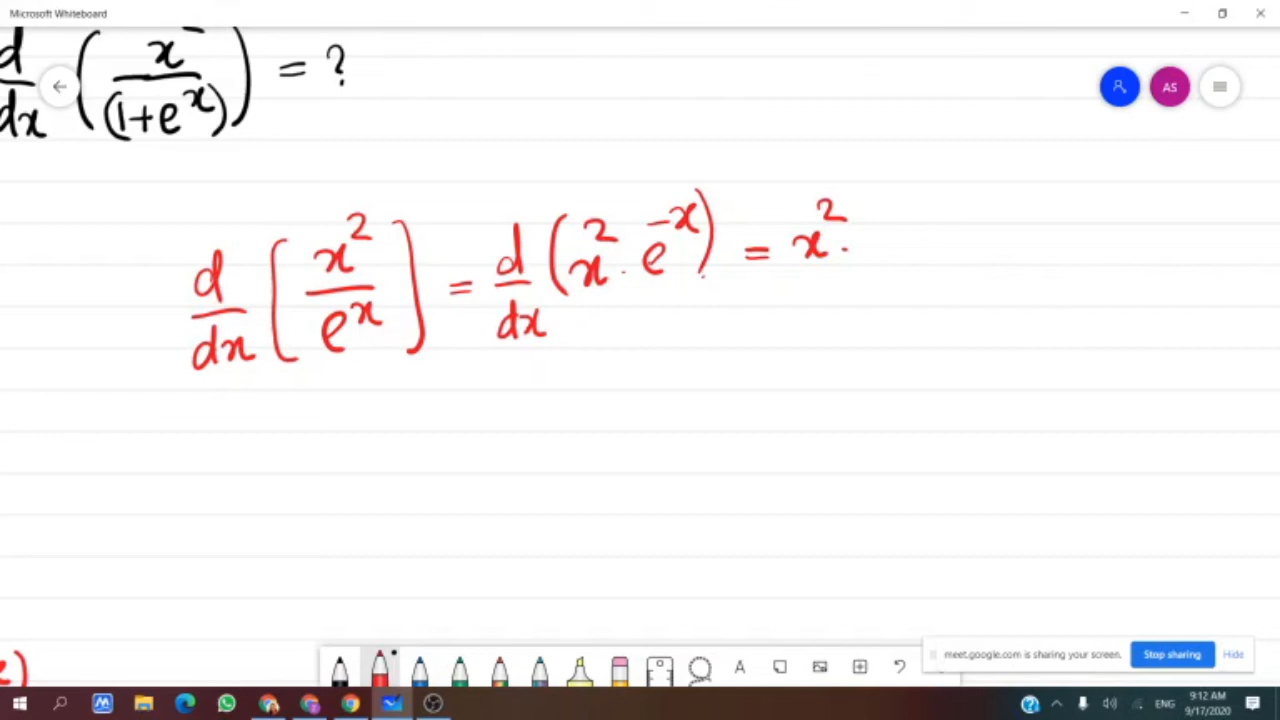 Microsoft Whiteboard
d/dx (x²/(1+e^x)) = ?
AS
d/dx [x²/e^x] = d/dx (x² · e^-x) = x² ·
x)
A
meet.google.com is sharing your screen. Stop sharing Hide
ENG 9:12 AM
9/17/2020